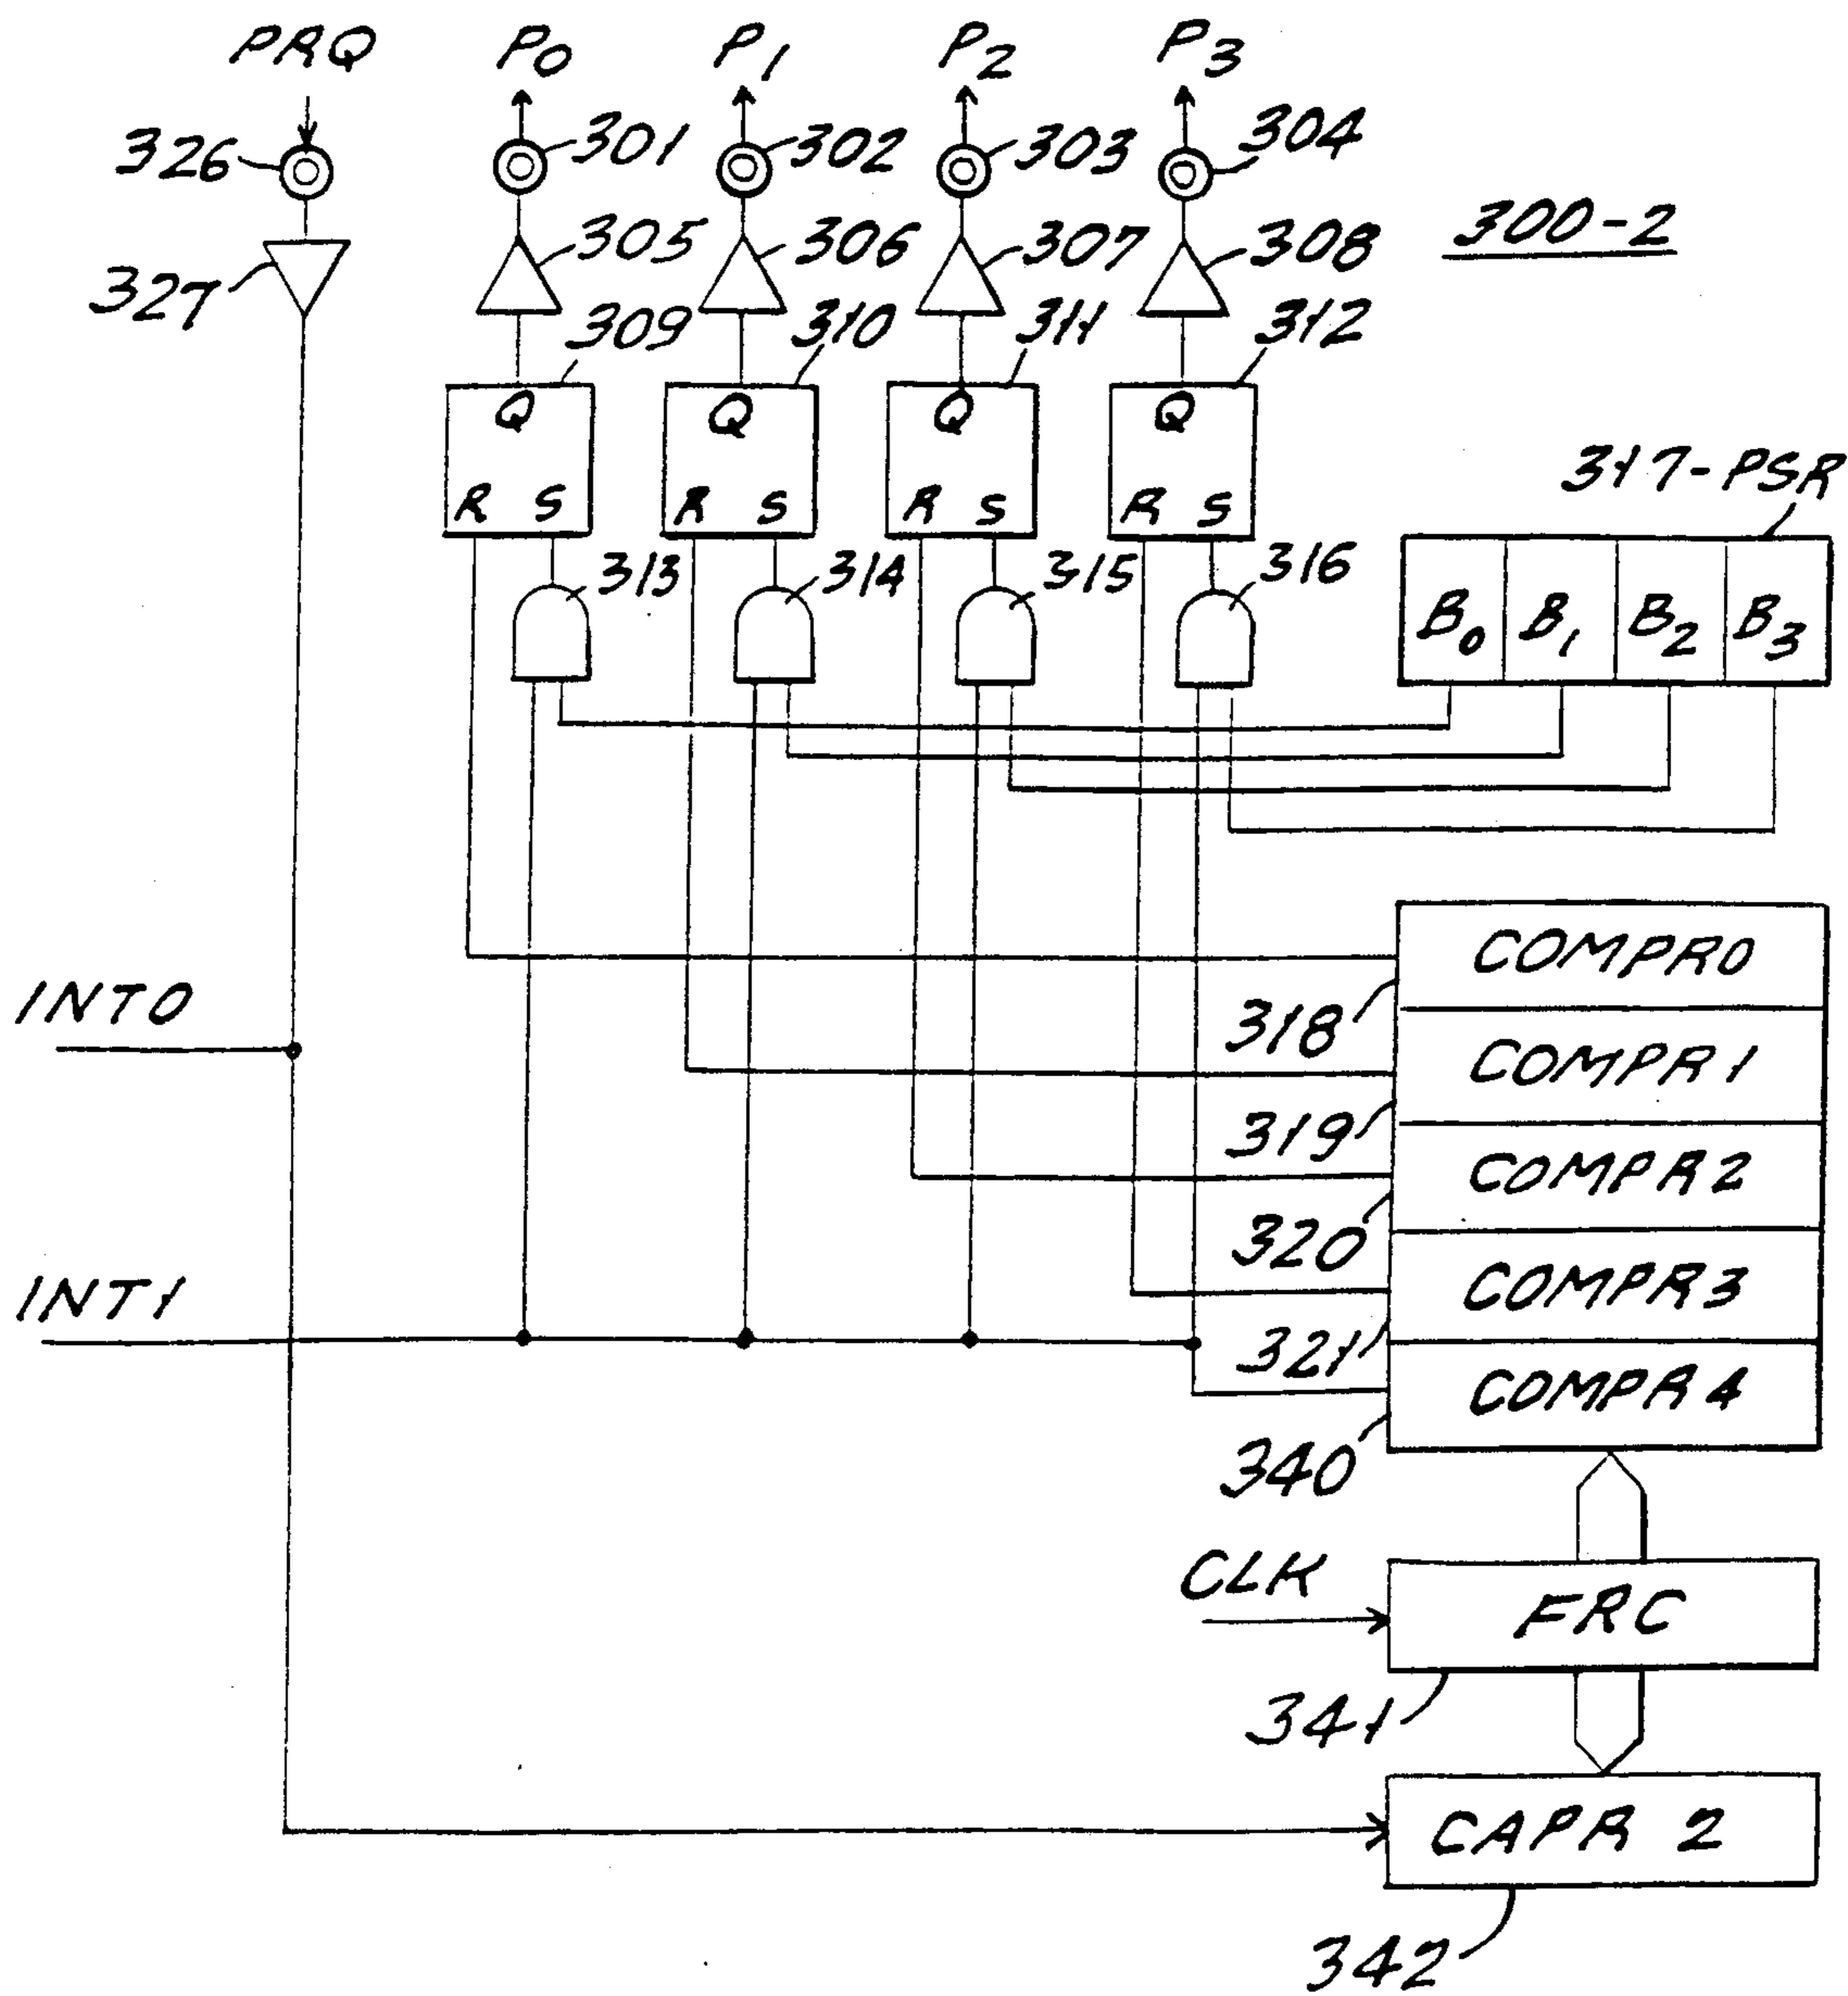 PRQ P0 P1 P2 P3
326 301 302 303 304
300-2
327 305 306 307 308
309 310 311 312
Q Q Q Q
R S R S R S R S
317-PSR
313 314 315 316
B0 B1 B2 B3
COMPR0
INT0
318
COMPR1
319
COMPR2
320
COMPR3
INT1
321
COMPR4
340
CLK
FRC
341
CAPR 2
342